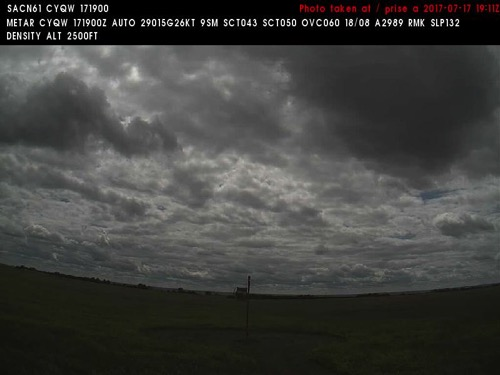 SACN61 CYQW 171900 Photo taken at / prise a 2017-07-17 19:11Z
METAR CYQW 171900Z AUTO 29015G26KT 9SM SCT043 SCT050 OVC060 18/08 A2989 RMK SLP132
DENSITY ALT 2500FT